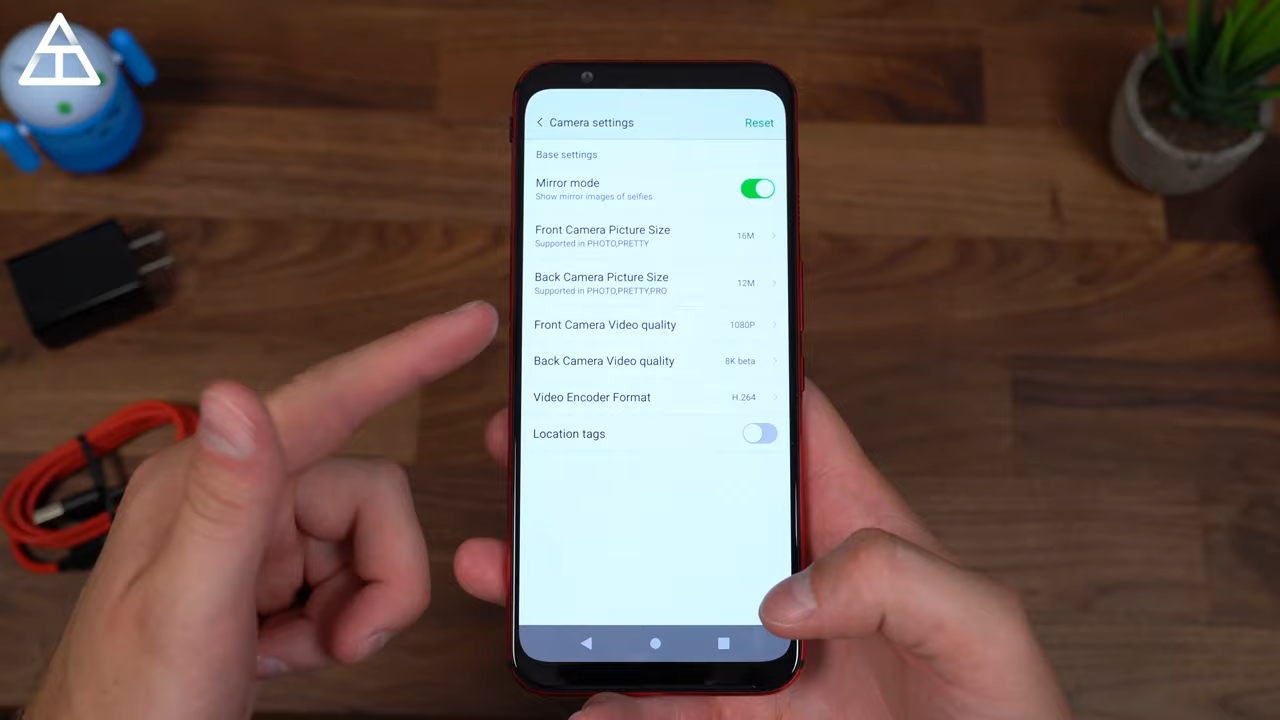 Camera settings
Reset
Base settings
Mirror mode
Show mirror images of selfies
Front Camera Picture Size
Supported in PHOTO,PRETTY
16M
Back Camera Picture Size
Supported in PHOTO,PRETTY,PRO
12M
Front Camera Video quality
1080P
Back Camera Video quality
8K beta
Video Encoder Format
H.264
Location tags